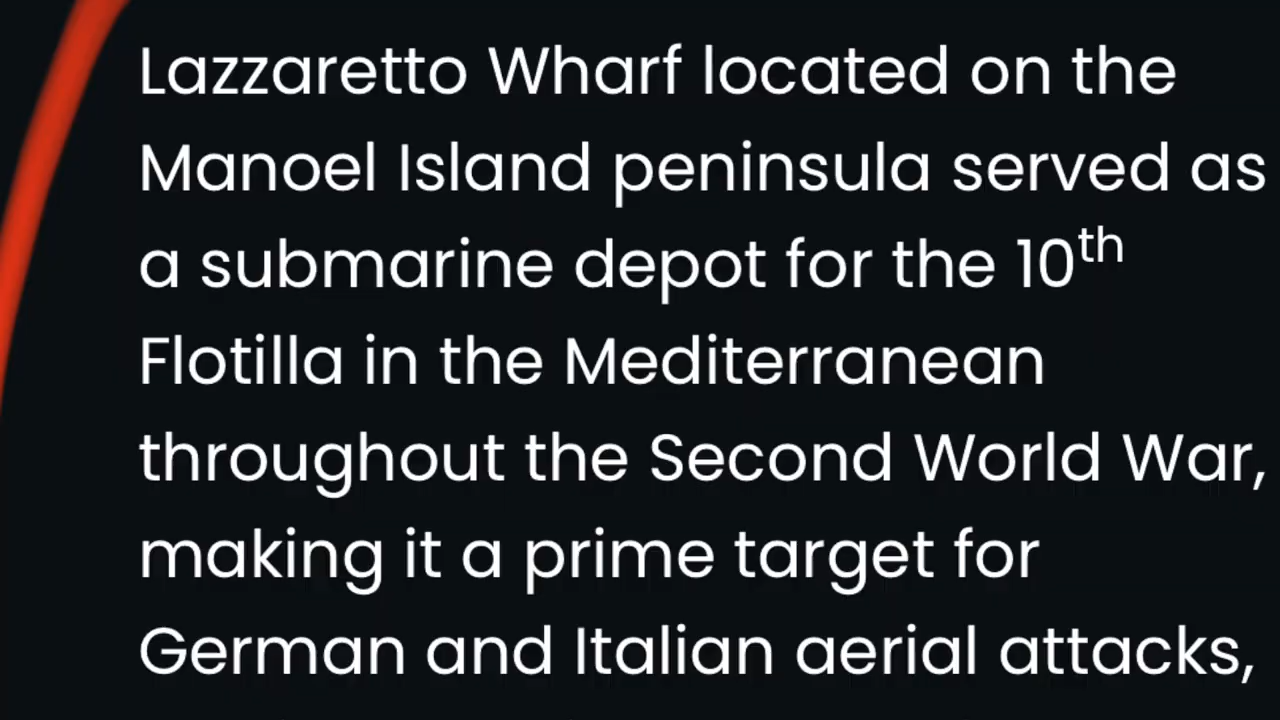 Lazzaretto Wharf located on the
Manoel Island peninsula served as
a submarine depot for the 10th
Flotilla in the Mediterranean
throughout the Second World War,
making it a prime target for
German and Italian aerial attacks,